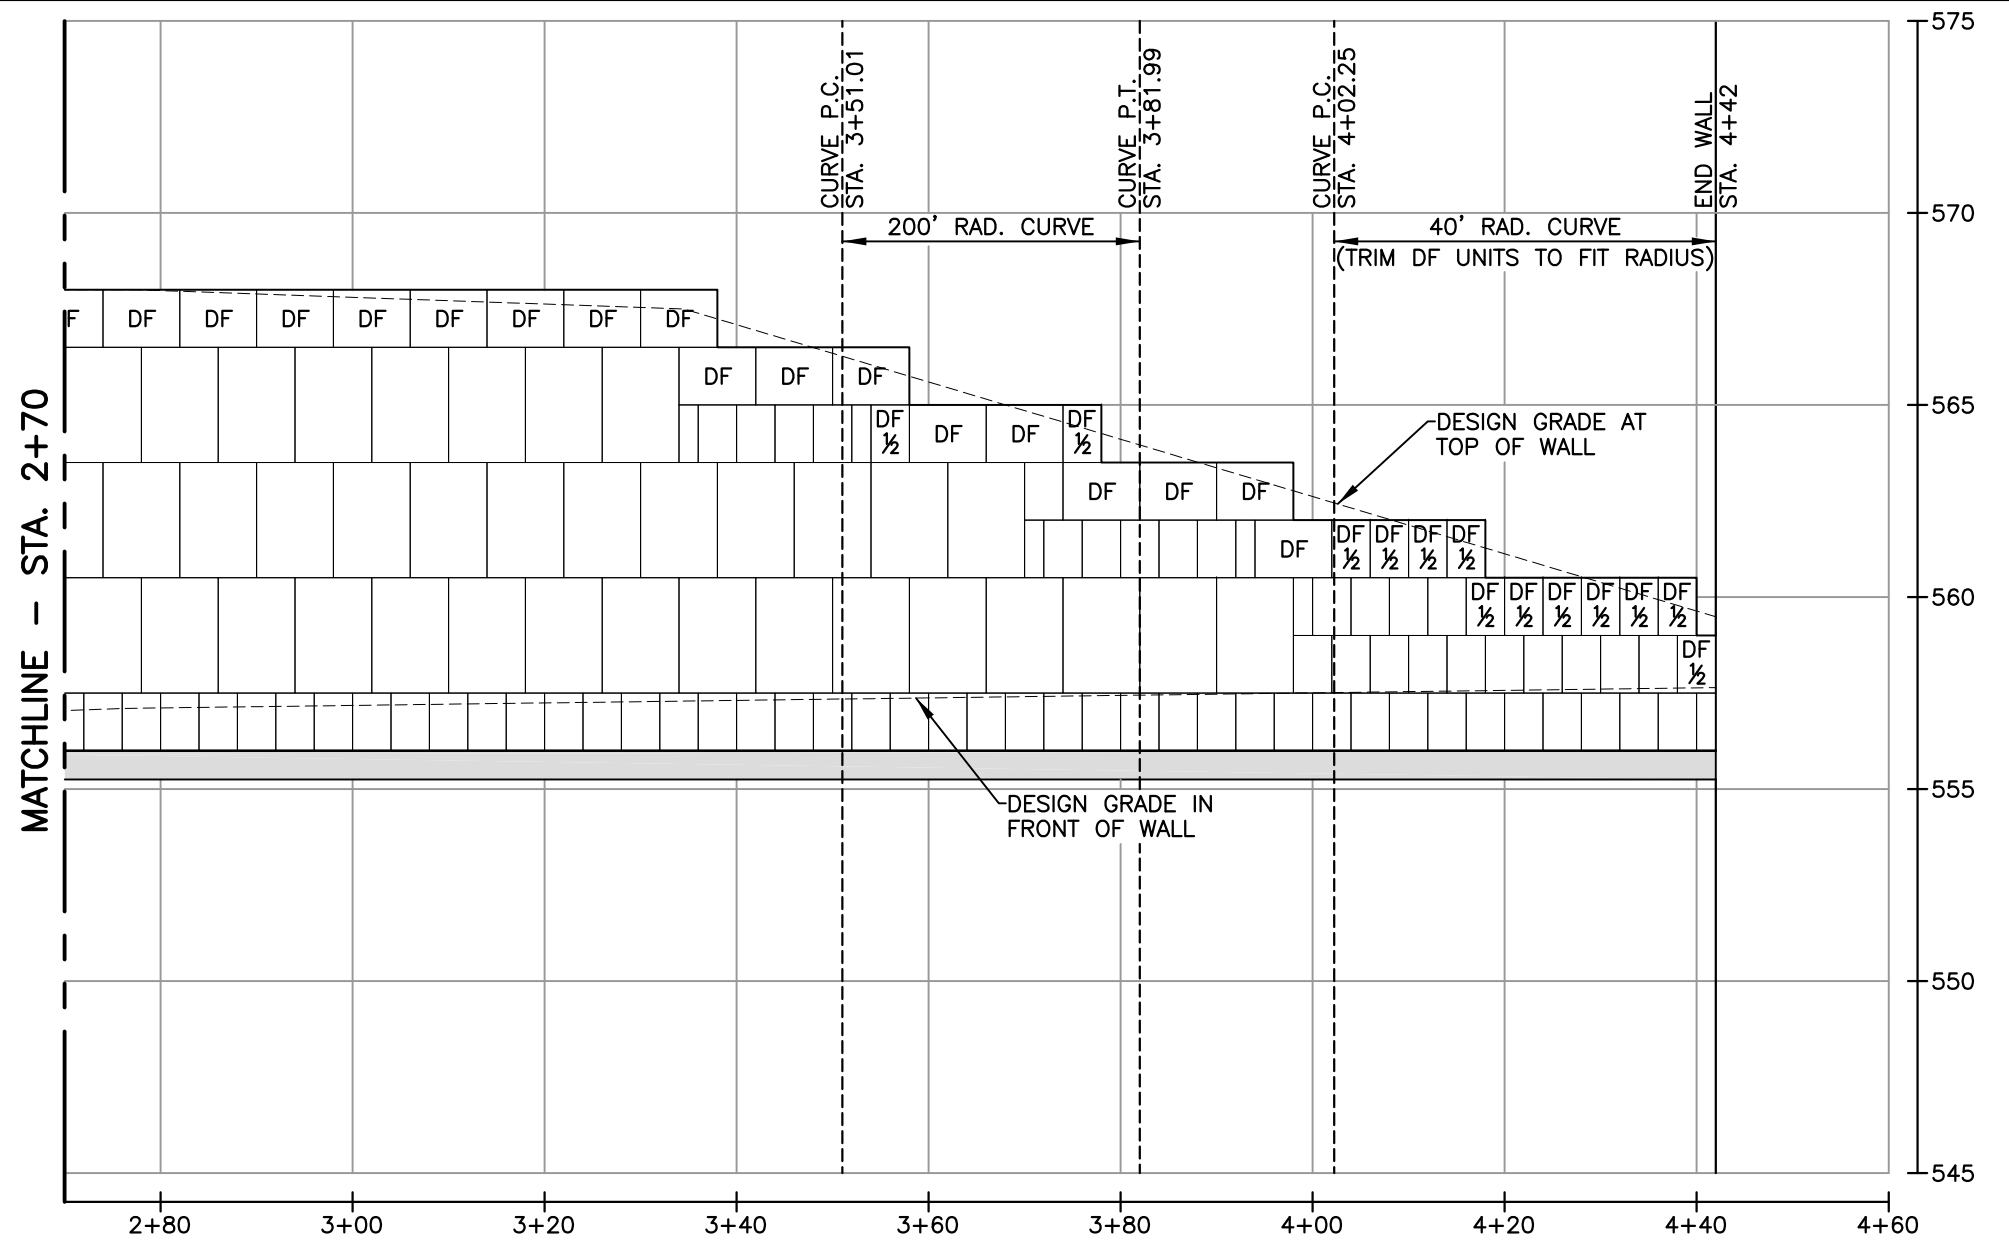 MATCHLINE – STA. 2+70
CURVE P.C.
STA. 3+51.01
CURVE P.T.
STA. 3+81.99
CURVE P.C.
STA. 4+02.25
END WALL
STA. 4+42
200' RAD. CURVE
40' RAD. CURVE
(TRIM DF UNITS TO FIT RADIUS)
F DF DF DF DF DF DF DF DF
DF DF DF
DF ½ DF DF DF ½
DF DF DF
DF DF ½ DF ½ DF ½ DF ½
DF ½ DF ½ DF ½ DF ½ DF ½ DF ½
DF ½
DESIGN GRADE AT
TOP OF WALL
DESIGN GRADE IN
FRONT OF WALL
575
570
565
560
555
550
545
2+80 3+00 3+20 3+40 3+60 3+80 4+00 4+20 4+40 4+60